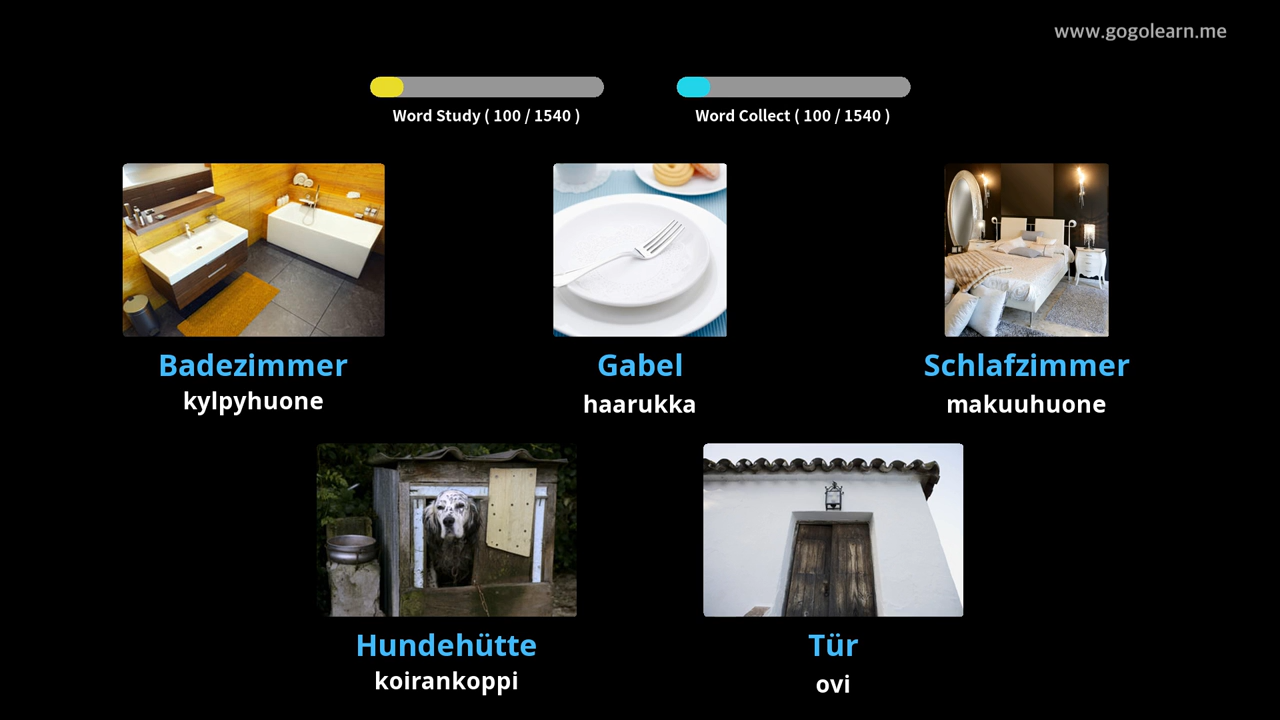 www.gogolearn.me
Word Study ( 100 / 1540 )
Word Collect ( 100 / 1540 )
Badezimmer
kylpyhuone
Gabel
haarukka
Schlafzimmer
makuuhuone
Hundehütte
koirankoppi
Tür
ovi